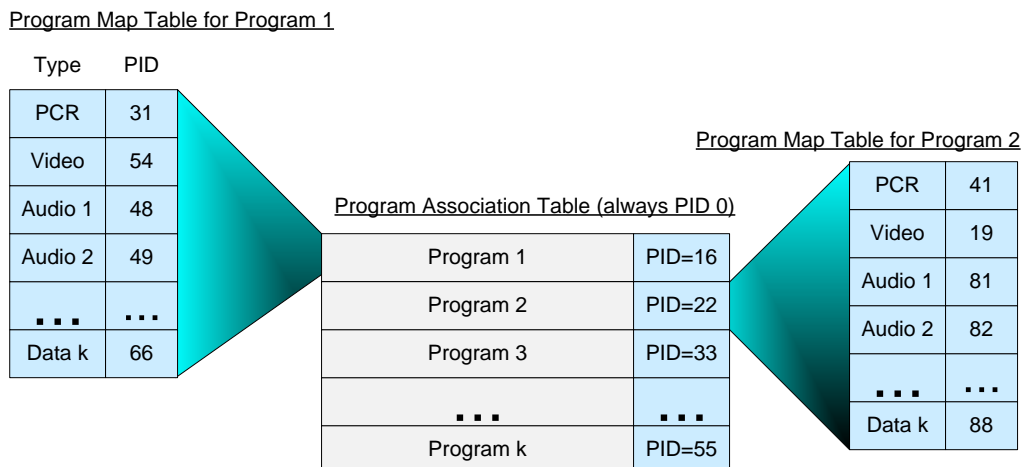 Program Map Table for Program 1
Type PID
PCR 31
Video 54
Audio 1 48
Audio 2 49
... ...
Data k 66
Program Association Table (always PID 0)
Program 1 PID=16
Program 2 PID=22
Program 3 PID=33
... ...
Program k PID=55
Program Map Table for Program 2
PCR 41
Video 19
Audio 1 81
Audio 2 82
... ...
Data k 88